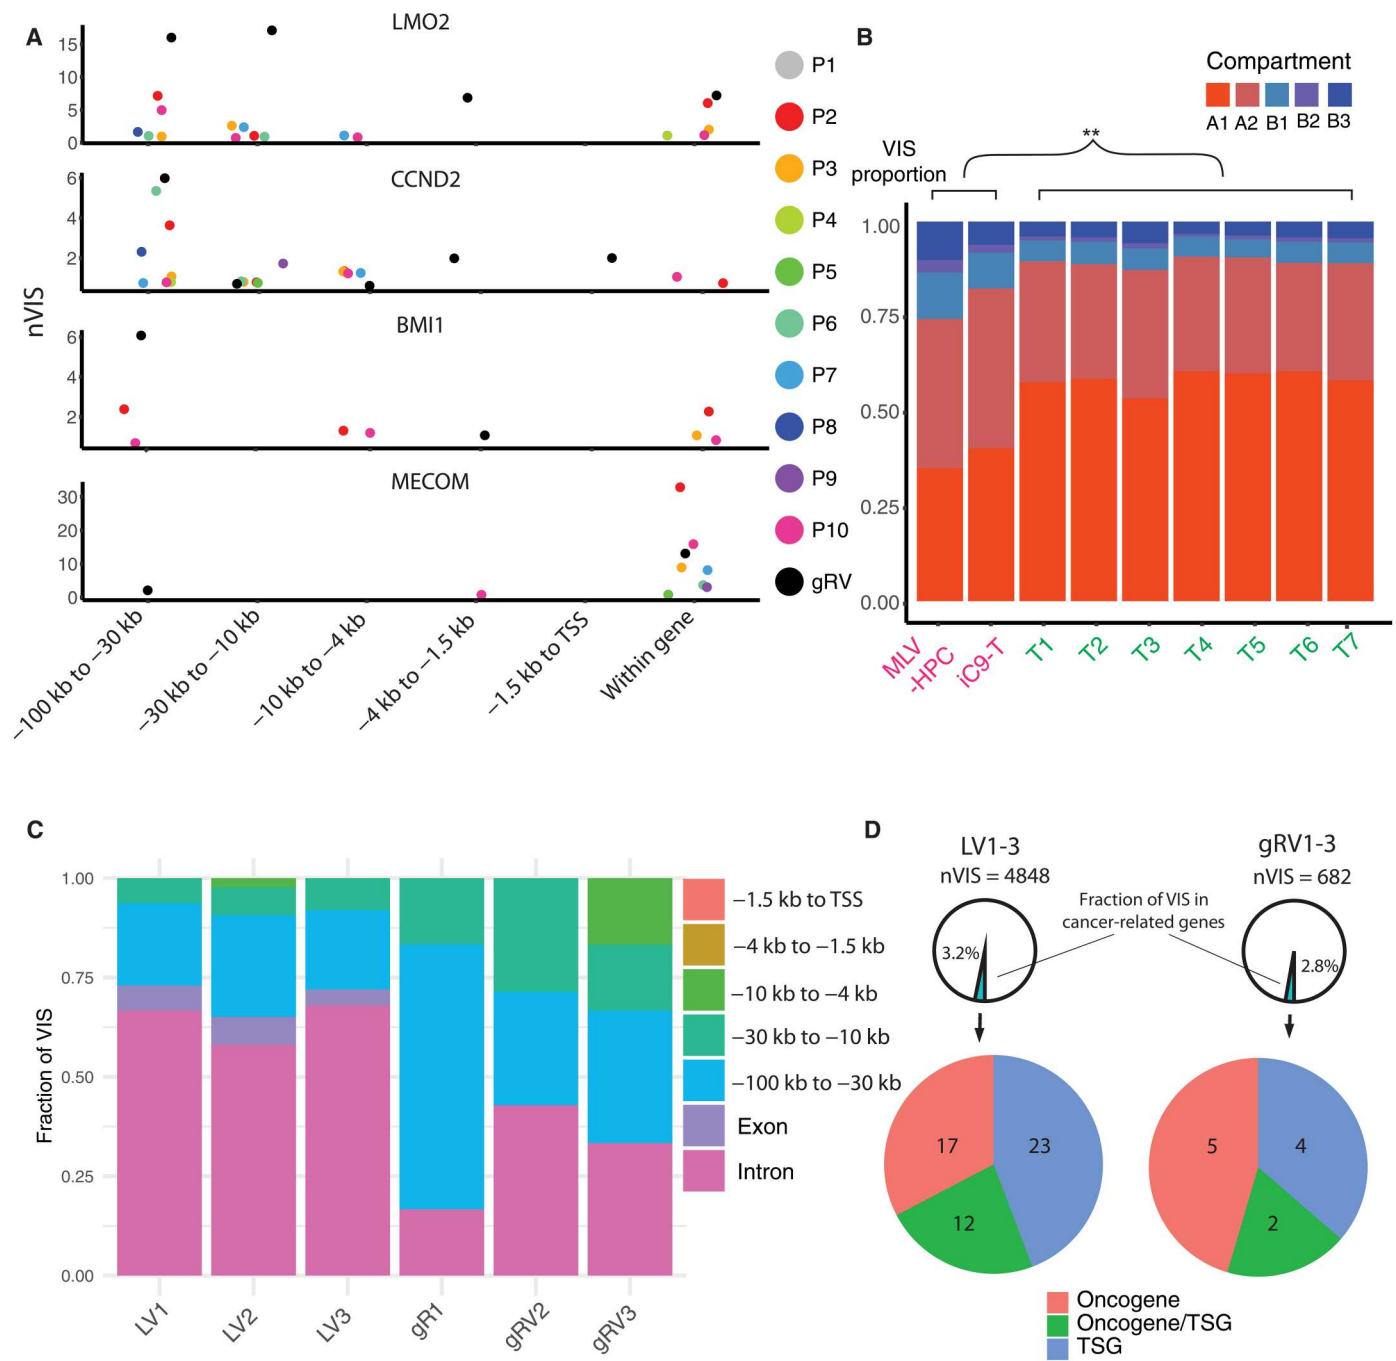 A
LMO2
15
10
5
0
CCND2
6
4
2
BMI1
6
4
2
MECOM
30
20
10
0
nVIS
−100 kb to −30 kb
−30 kb to −10 kb
−10 kb to −4 kb
−4 kb to −1.5 kb
−1.5 kb to TSS
Within gene
P1
P2
P3
P4
P5
P6
P7
P8
P9
P10
gRV
B
Compartment
A1 A2 B1 B2 B3
**
VIS
proportion
1.00
0.75
0.50
0.25
0.00
MLV
-HPC
iC9-T
T1
T2
T3
T4
T5
T6
T7
C
1.00
0.75
0.50
0.25
0.00
Fraction of VIS
LV1
LV2
LV3
gR1
gRV2
gRV3
−1.5 kb to TSS
−4 kb to −1.5 kb
−10 kb to −4 kb
−30 kb to −10 kb
−100 kb to −30 kb
Exon
Intron
D
LV1-3
nVIS = 4848
gRV1-3
nVIS = 682
Fraction of VIS in
cancer-related genes
3.2%
2.8%
17
23
12
5
4
2
Oncogene
Oncogene/TSG
TSG